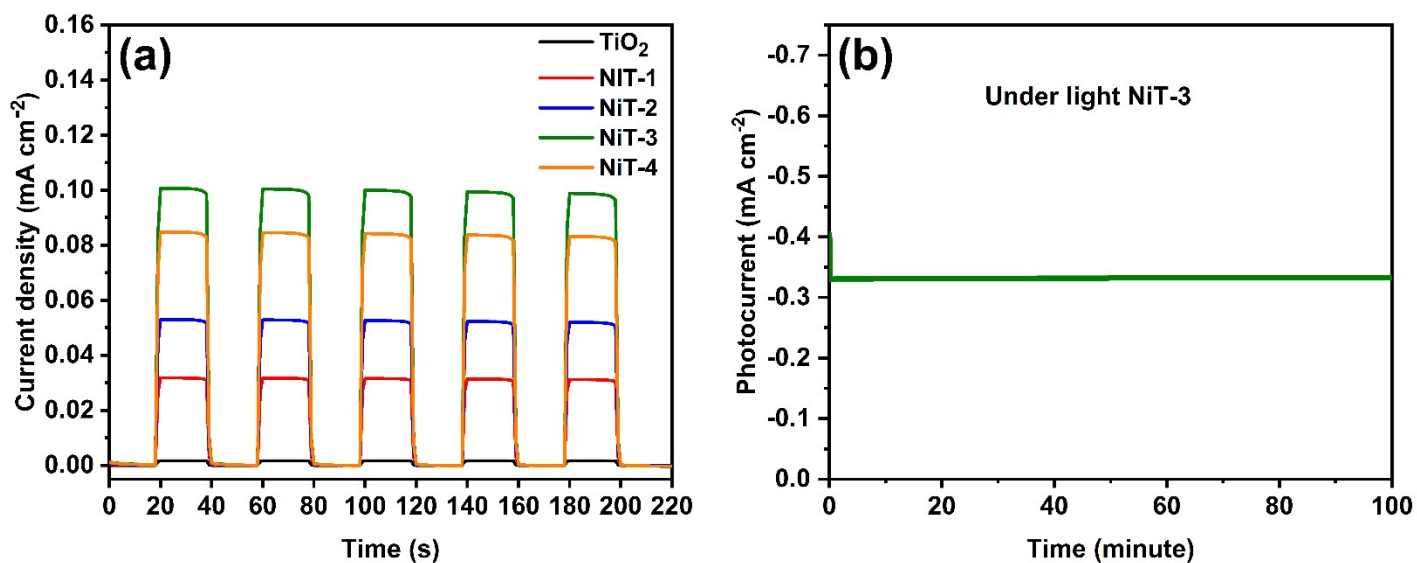 (a)
TiO₂
NIT-1
NiT-2
NiT-3
NiT-4
Current density (mA cm⁻²)
0.16
0.14
0.12
0.10
0.08
0.06
0.04
0.02
0.00
0 20 40 60 80 100 120 140 160 180 200 220
Time (s)
(b)
Under light NiT-3
Photocurrent (mA cm⁻²)
-0.7
-0.6
-0.5
-0.4
-0.3
-0.2
-0.1
0.0
0 20 40 60 80 100
Time (minute)